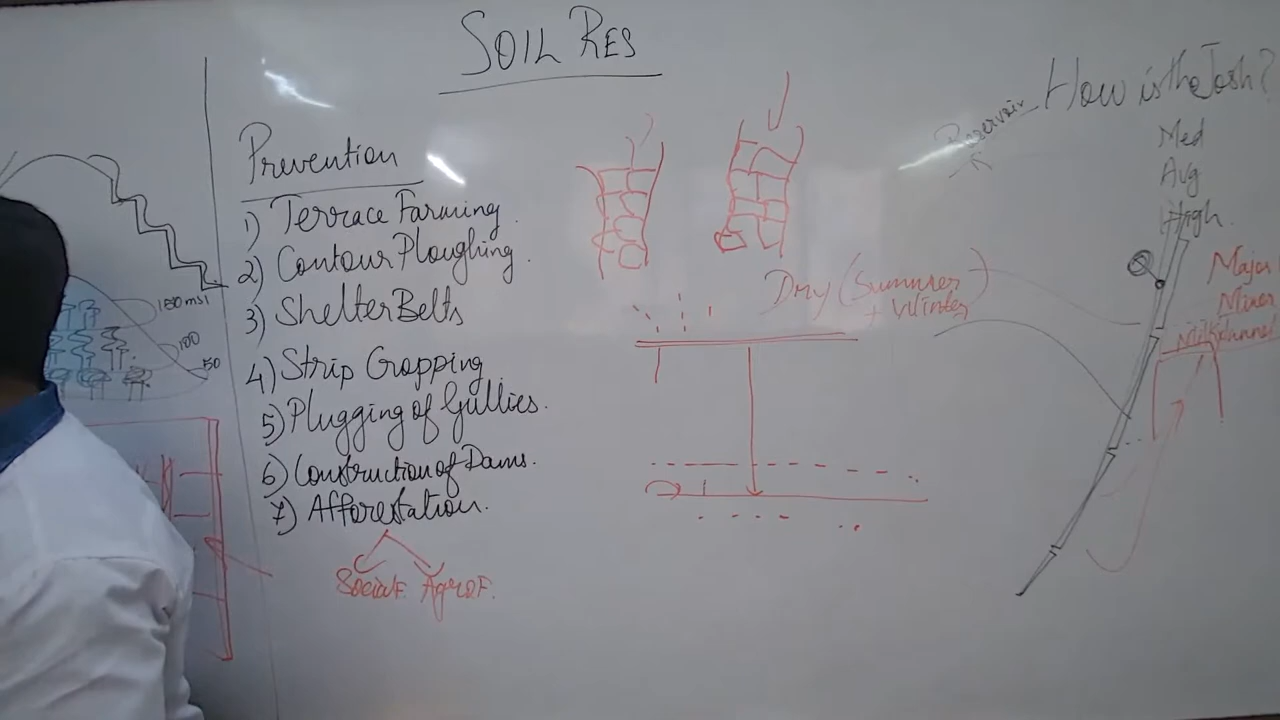 SOIL RES
Prevention
1) Terrace Farming.
2) Contour Ploughing.
3) Shelter Belts
4) Strip Cropping
5) Plugging of Gullies.
6) Construction of Dams.
7) Afforestation.
Social F. Agro F.
150 msl
100
50
Dry (Summer
+ Winter)
Reservoir
How is the Josh?
Med
Avg
High.
Major
Minor